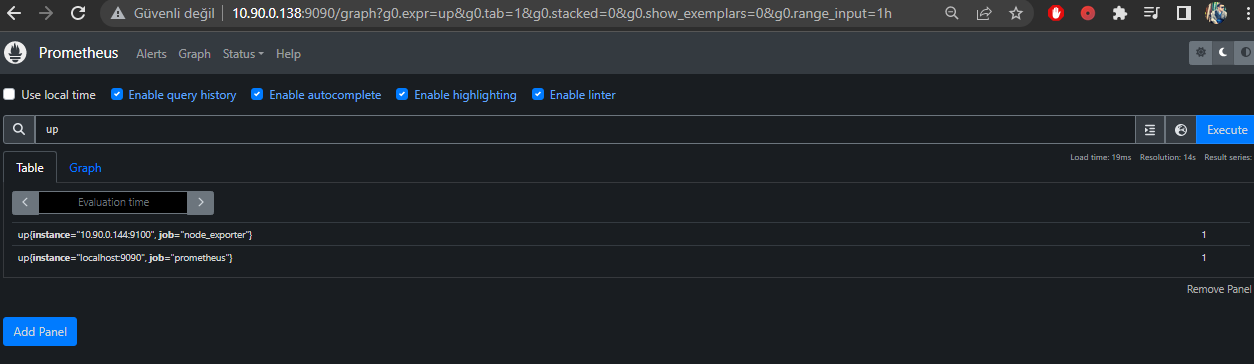 Güvenli değil 10.90.0.138:9090/graph?g0.expr=up&g0.tab=1&g0.stacked=0&g0.show_exemplars=0&g0.range_input=1h
Prometheus Alerts Graph Status Help
Use local time Enable query history Enable autocomplete Enable highlighting Enable linter
up Execute
Table Graph Load time: 19ms Resolution: 14s Result series:
Evaluation time
up{instance="10.90.0.144:9100", job="node_exporter"} 1
up{instance="localhost:9090", job="prometheus"} 1
Remove Panel
Add Panel